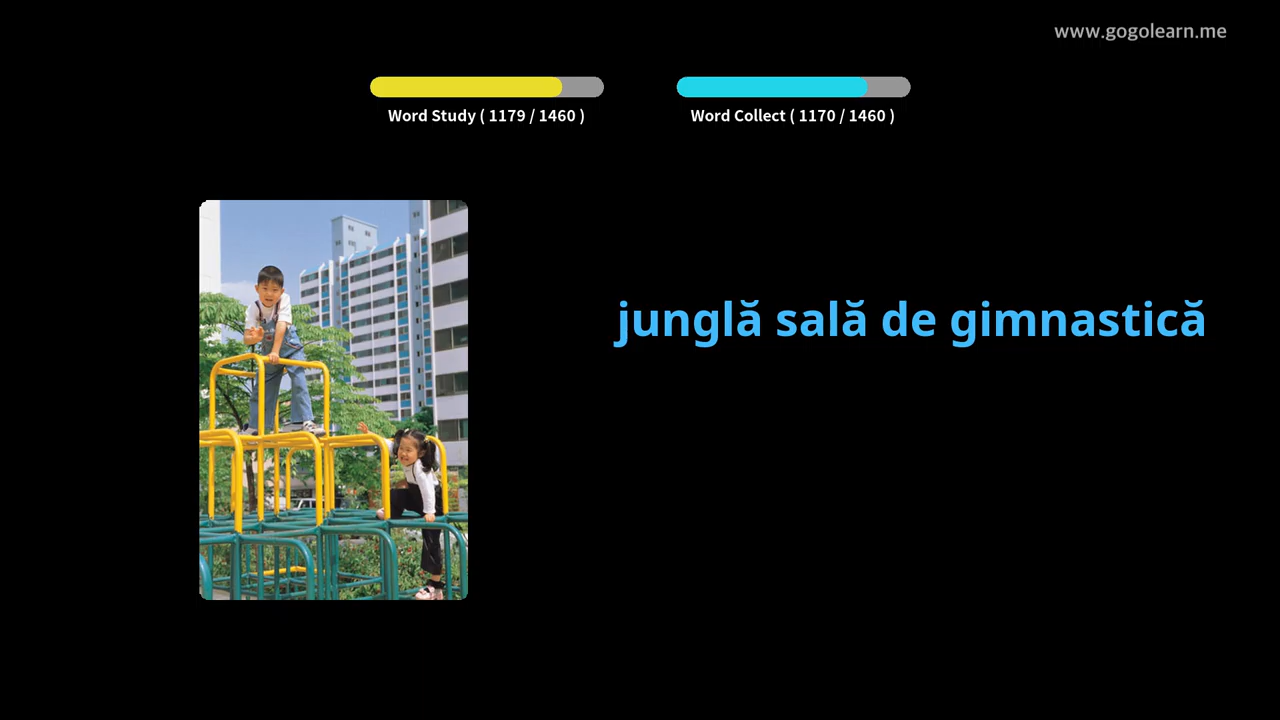 www.gogolearn.me
Word Study ( 1179 / 1460 )
Word Collect ( 1170 / 1460 )
junglă sală de gimnastică